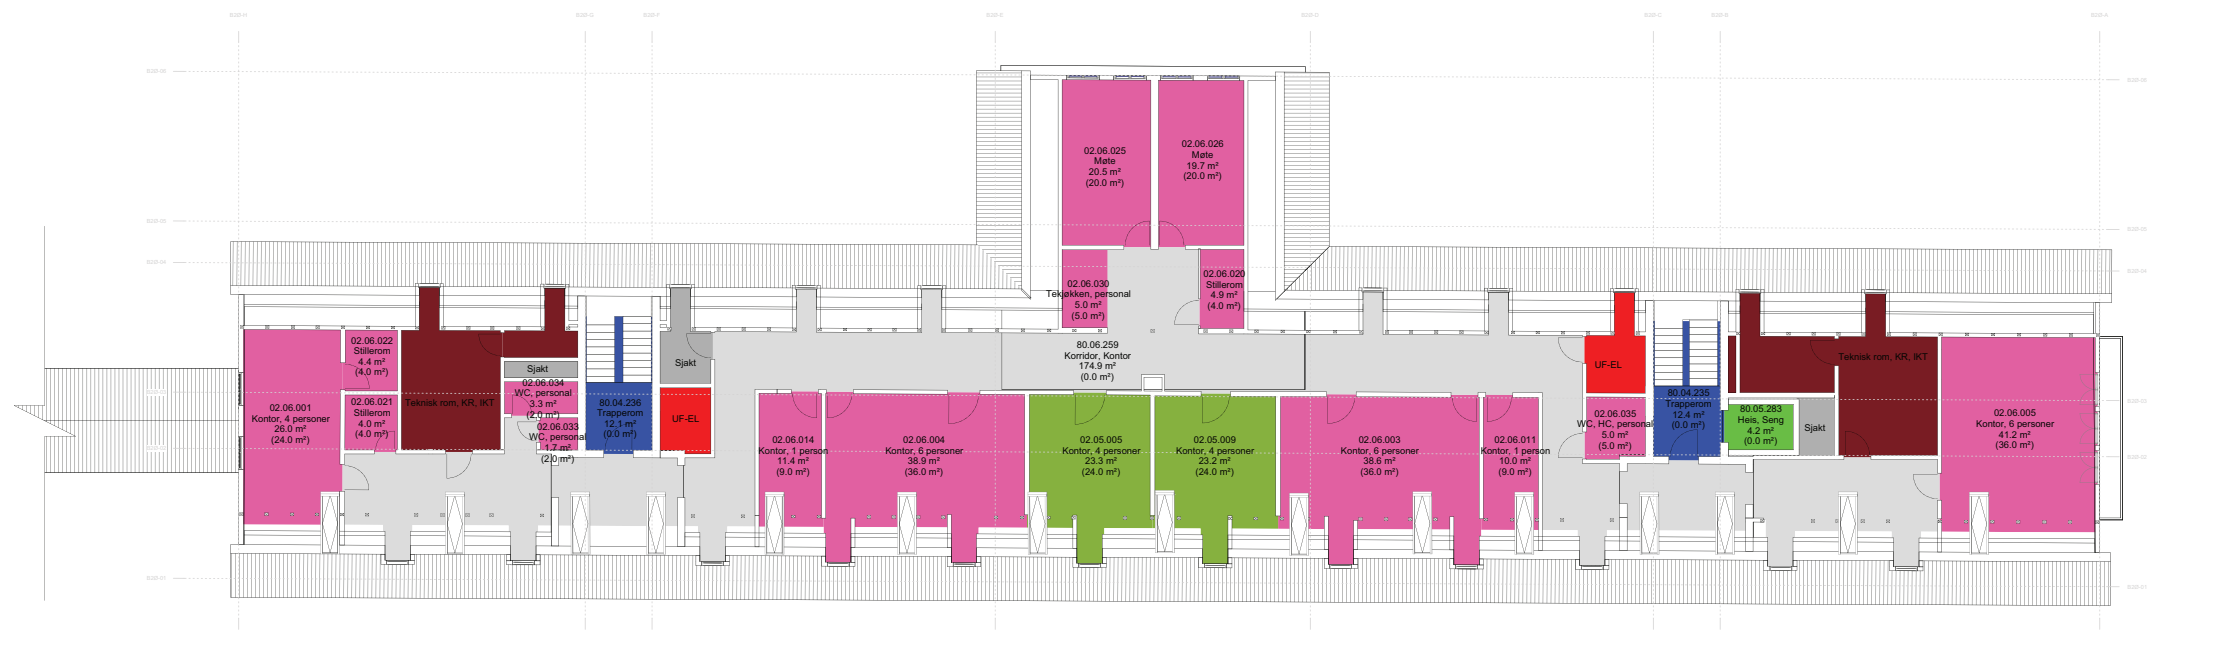 02.06.025
Møte
20.5 m²
(20.0 m²)
02.06.026
Møte
19.7 m²
(20.0 m²)
02.06.030
Tekjøkken, personal
5.0 m²
(5.0 m²)
02.06.020
Stillerom
4.9 m²
(4.0 m²)
02.06.001
Kontor, 4 personer
26.0 m²
(24.0 m²)
02.06.022
Stillerom
4.4 m²
(4.0 m²)
02.06.021
Stillerom
4.0 m²
(4.0 m²)
Teknisk rom, KR, IKT
Sjakt
02.06.034
WC, personal
3.3 m²
(2.0 m²)
02.06.033
WC, personal
1.7 m²
(2.0 m²)
80.04.236
Trapperom
12.1 m²
(0.0 m²)
Sjakt
UF-EL
80.06.259
Korridor, Kontor
174.9 m²
(0.0 m²)
02.06.014
Kontor, 1 person
11.4 m²
(9.0 m²)
02.06.004
Kontor, 6 personer
38.9 m²
(36.0 m²)
02.05.005
Kontor, 4 personer
23.3 m²
(24.0 m²)
02.05.009
Kontor, 4 personer
23.2 m²
(24.0 m²)
02.06.003
Kontor, 6 personer
38.6 m²
(36.0 m²)
02.06.011
Kontor, 1 person
10.0 m²
(9.0 m²)
UF-EL
02.06.035
WC, HC, personal
5.0 m²
(5.0 m²)
80.04.235
Trapperom
12.4 m²
(0.0 m²)
80.05.283
Heis, Seng
4.2 m²
(0.0 m²)
Sjakt
Teknisk rom, KR, IKT
02.06.005
Kontor, 6 personer
41.2 m²
(36.0 m²)